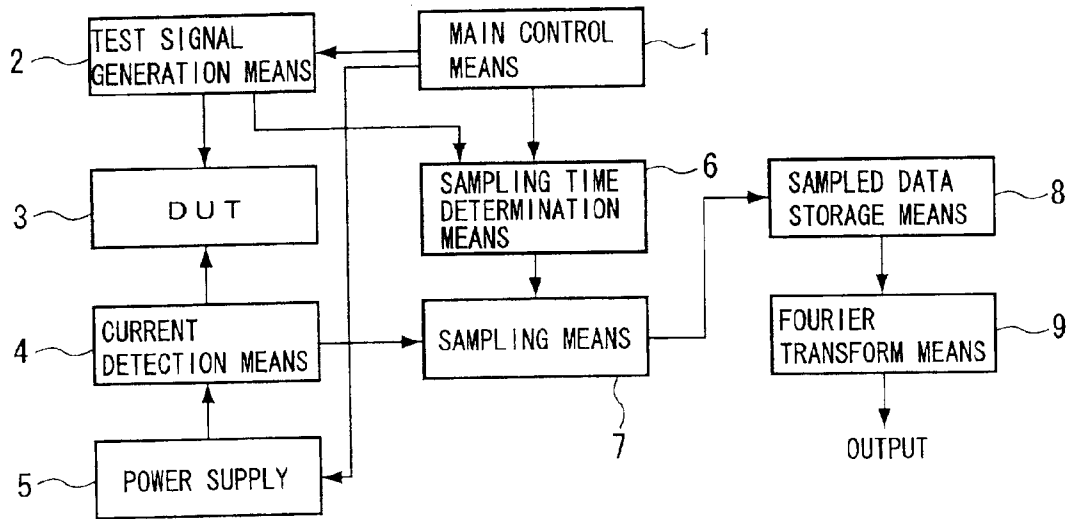 2
TEST SIGNAL
GENERATION MEANS
MAIN CONTROL
MEANS
1
3
DUT
SAMPLING TIME
DETERMINATION
MEANS
6
SAMPLED DATA
STORAGE MEANS
8
4
CURRENT
DETECTION MEANS
SAMPLING MEANS
7
FOURIER
TRANSFORM MEANS
9
5
POWER SUPPLY
OUTPUT